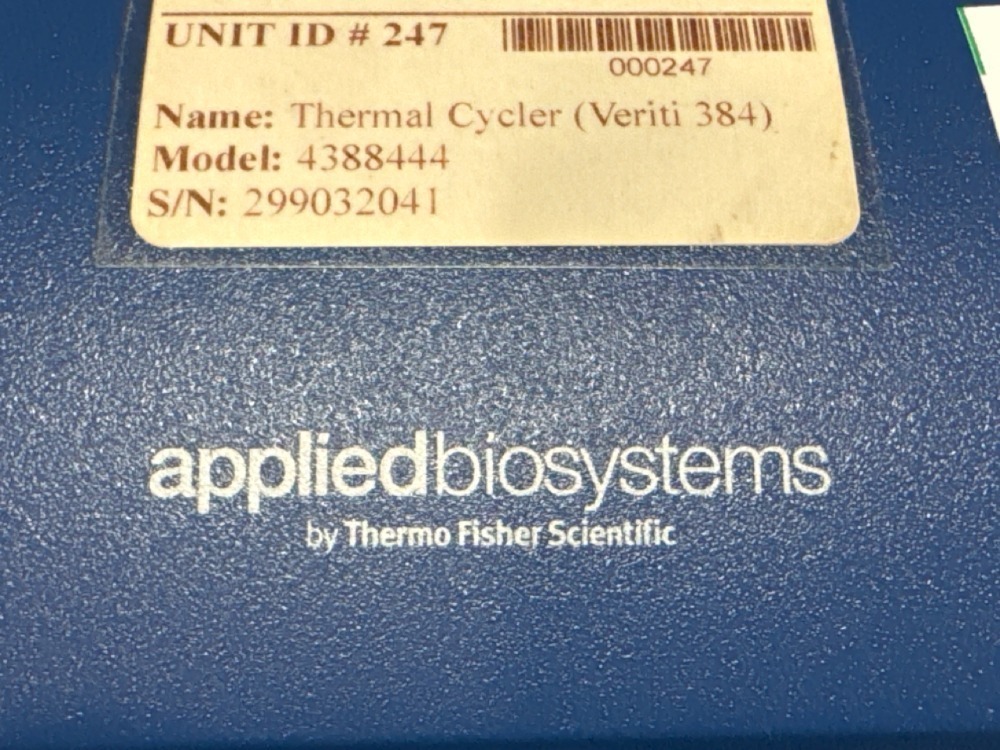 UNIT ID # 247
000247
Name: Thermal Cycler (Veriti 384)
Model: 4388444
S/N: 299032041
appliedbiosystems
by Thermo Fisher Scientific